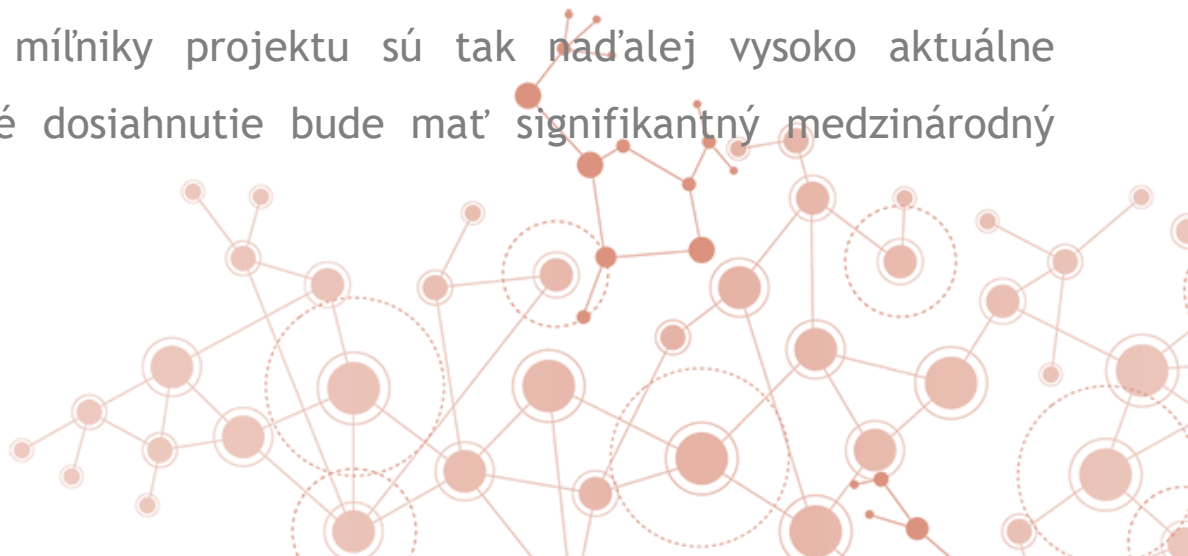 míľniky projektu sú tak naďalej vysoko aktuálne
é dosiahnutie bude mať signifikantný medzinárodný